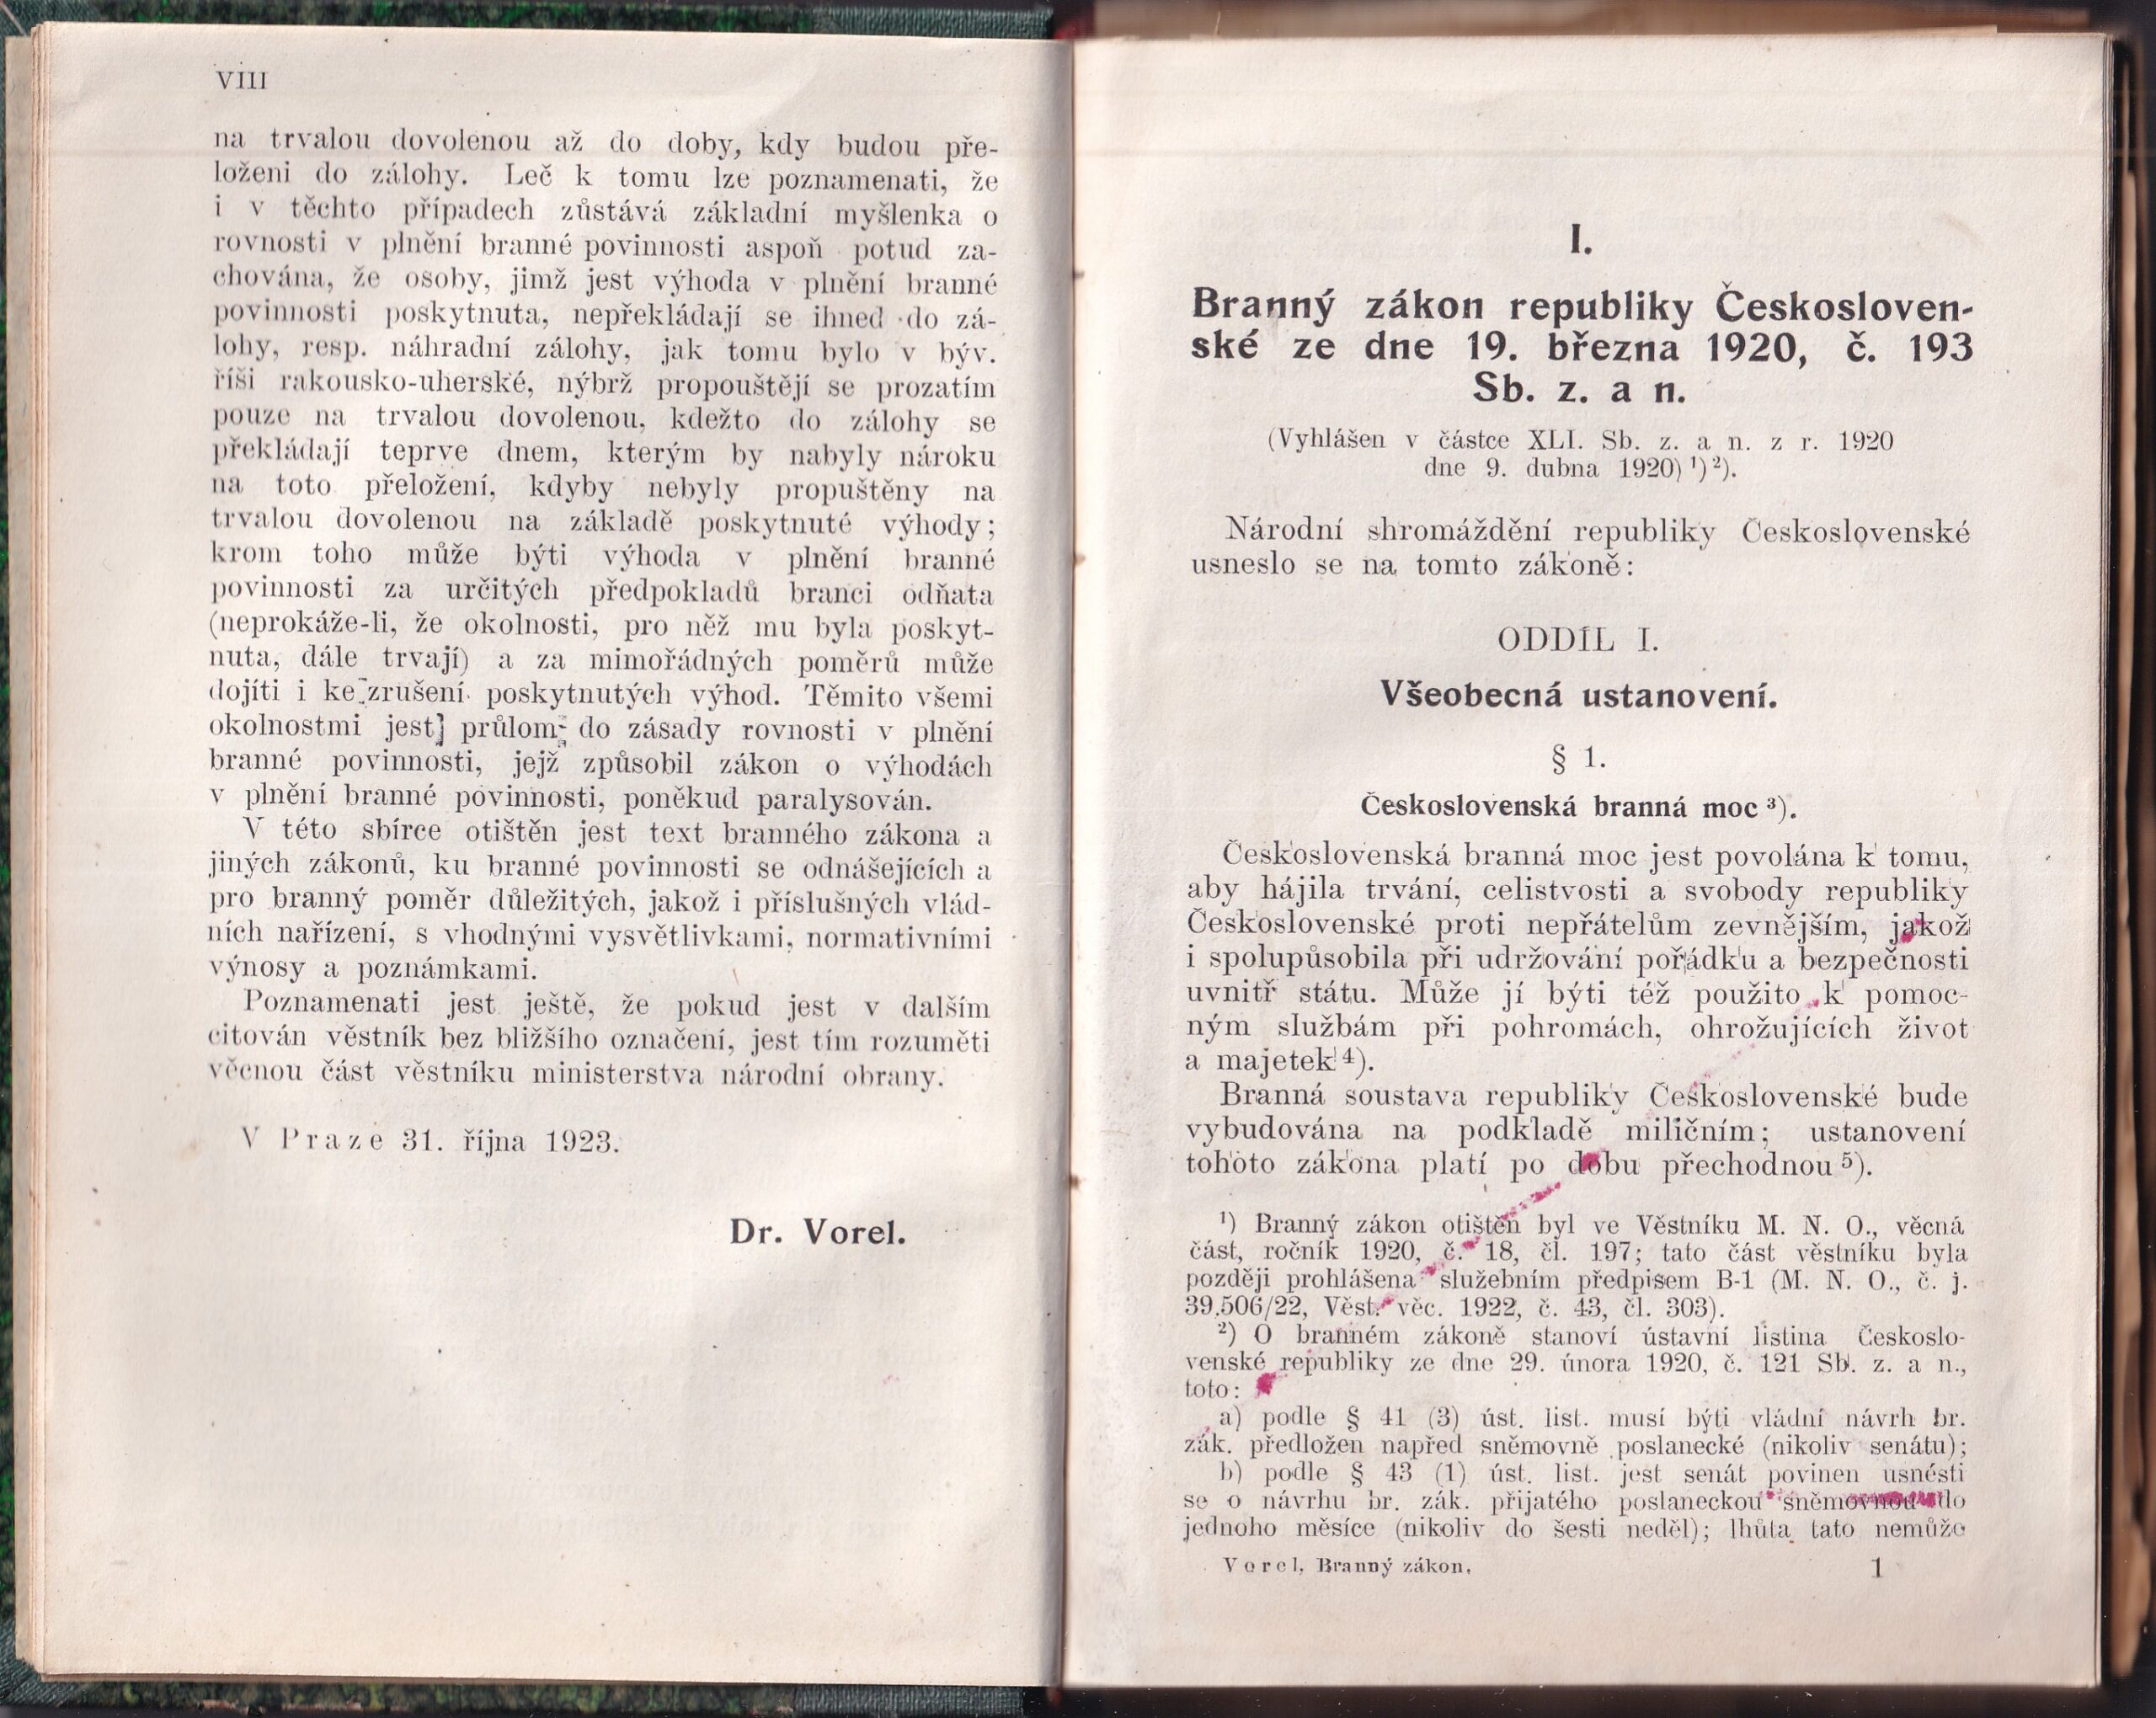 VIII
na trvalou dovolenou až do doby, kdy budou pře-
loženi do zálohy. Leč k tomu lze poznamenati, že
i v těchto případech zůstává základní myšlenka o
rovnosti v plnění branné povinnosti aspoň potud za-
chována, že osoby, jimž jest výhoda v plnění branné
povinnosti poskytnuta, nepřekládají se ihned do zá-
lohy, resp. náhradní zálohy, jak tomu bylo v býv.
říši rakousko-uherské, nýbrž propouštějí se prozatím
pouze na trvalou dovolenou, kdežto do zálohy se
překládají teprve dnem, kterým by nabyly nároku
na toto přeložení, kdyby nebyly propuštěny na
trvalou dovolenou na základě poskytnuté výhody;
krom toho může býti výhoda v plnění branné
povinnosti za určitých předpokladů branci odňata
(neprokáže-li, že okolnosti, pro něž mu byla poskyt-
nuta, dále trvají) a za mimořádných poměrů může
dojíti i ke zrušení poskytnutých výhod. Těmito všemi
okolnostmi jest průlom do zásady rovnosti v plnění
branné povinnosti, jejž způsobil zákon o výhodách
v plnění branné povinnosti, poněkud paralysován.
V této sbírce otištěn jest text branného zákona a
jiných zákonů, ku branné povinnosti se odnášejících a
pro branný poměr důležitých, jakož i příslušných vlád-
ních nařízení, s vhodnými vysvětlivkami, normativními
výnosy a poznámkami.
Poznamenati jest ještě, že pokud jest v dalším
citován věstník bez bližšího označení, jest tím rozuměti
věcnou část věstníku ministerstva národní obrany.
V Praze 31. října 1923.
Dr. Vorel.
I.
Branný zákon republiky Českosloven-
ské ze dne 19. března 1920, č. 193
Sb. z. a n.
(Vyhlášen v částce XLI. Sb. z. a n. z r. 1920
dne 9. dubna 1920) ¹) ²).
Národní shromáždění republiky Československé
usneslo se na tomto zákoně:
ODDÍL I.
Všeobecná ustanovení.
§ 1.
Československá branná moc ³).
Československá branná moc jest povolána k tomu,
aby hájila trvání, celistvosti a svobody republiky
Československé proti nepřátelům zevnějším, jakož
i spolupůsobila při udržování pořádku a bezpečnosti
uvnitř státu. Může jí býti též použito k pomoc-
ným službám při pohromách, ohrožujících život
a majetek ⁴).
Branná soustava republiky Československé bude
vybudována na podkladě miličním; ustanovení
tohoto zákona platí po dobu přechodnou ⁵).
¹) Branný zákon otištěn byl ve Věstníku M. N. O., věcná
část, ročník 1920, č. 18, čl. 197; tato část věstníku byla
později prohlášena služebním předpisem B-1 (M. N. O., č. j.
39.506/22, Věst. věc. 1922, č. 43, čl. 303).
²) O branném zákoně stanoví ústavní listina Českoslo-
venské republiky ze dne 29. února 1920, č. 121 Sb. z. a n.,
toto:
a) podle § 41 (3) úst. list. musí býti vládní návrh br.
zák. předložen napřed sněmovně poslanecké (nikoliv senátu);
b) podle § 43 (1) úst. list. jest senát povinen usnésti
se o návrhu br. zák. přijatého poslaneckou sněmovnou do
jednoho měsíce (nikoliv do šesti neděl); lhůta tato nemůže
Vorel, Branný zákon.
1